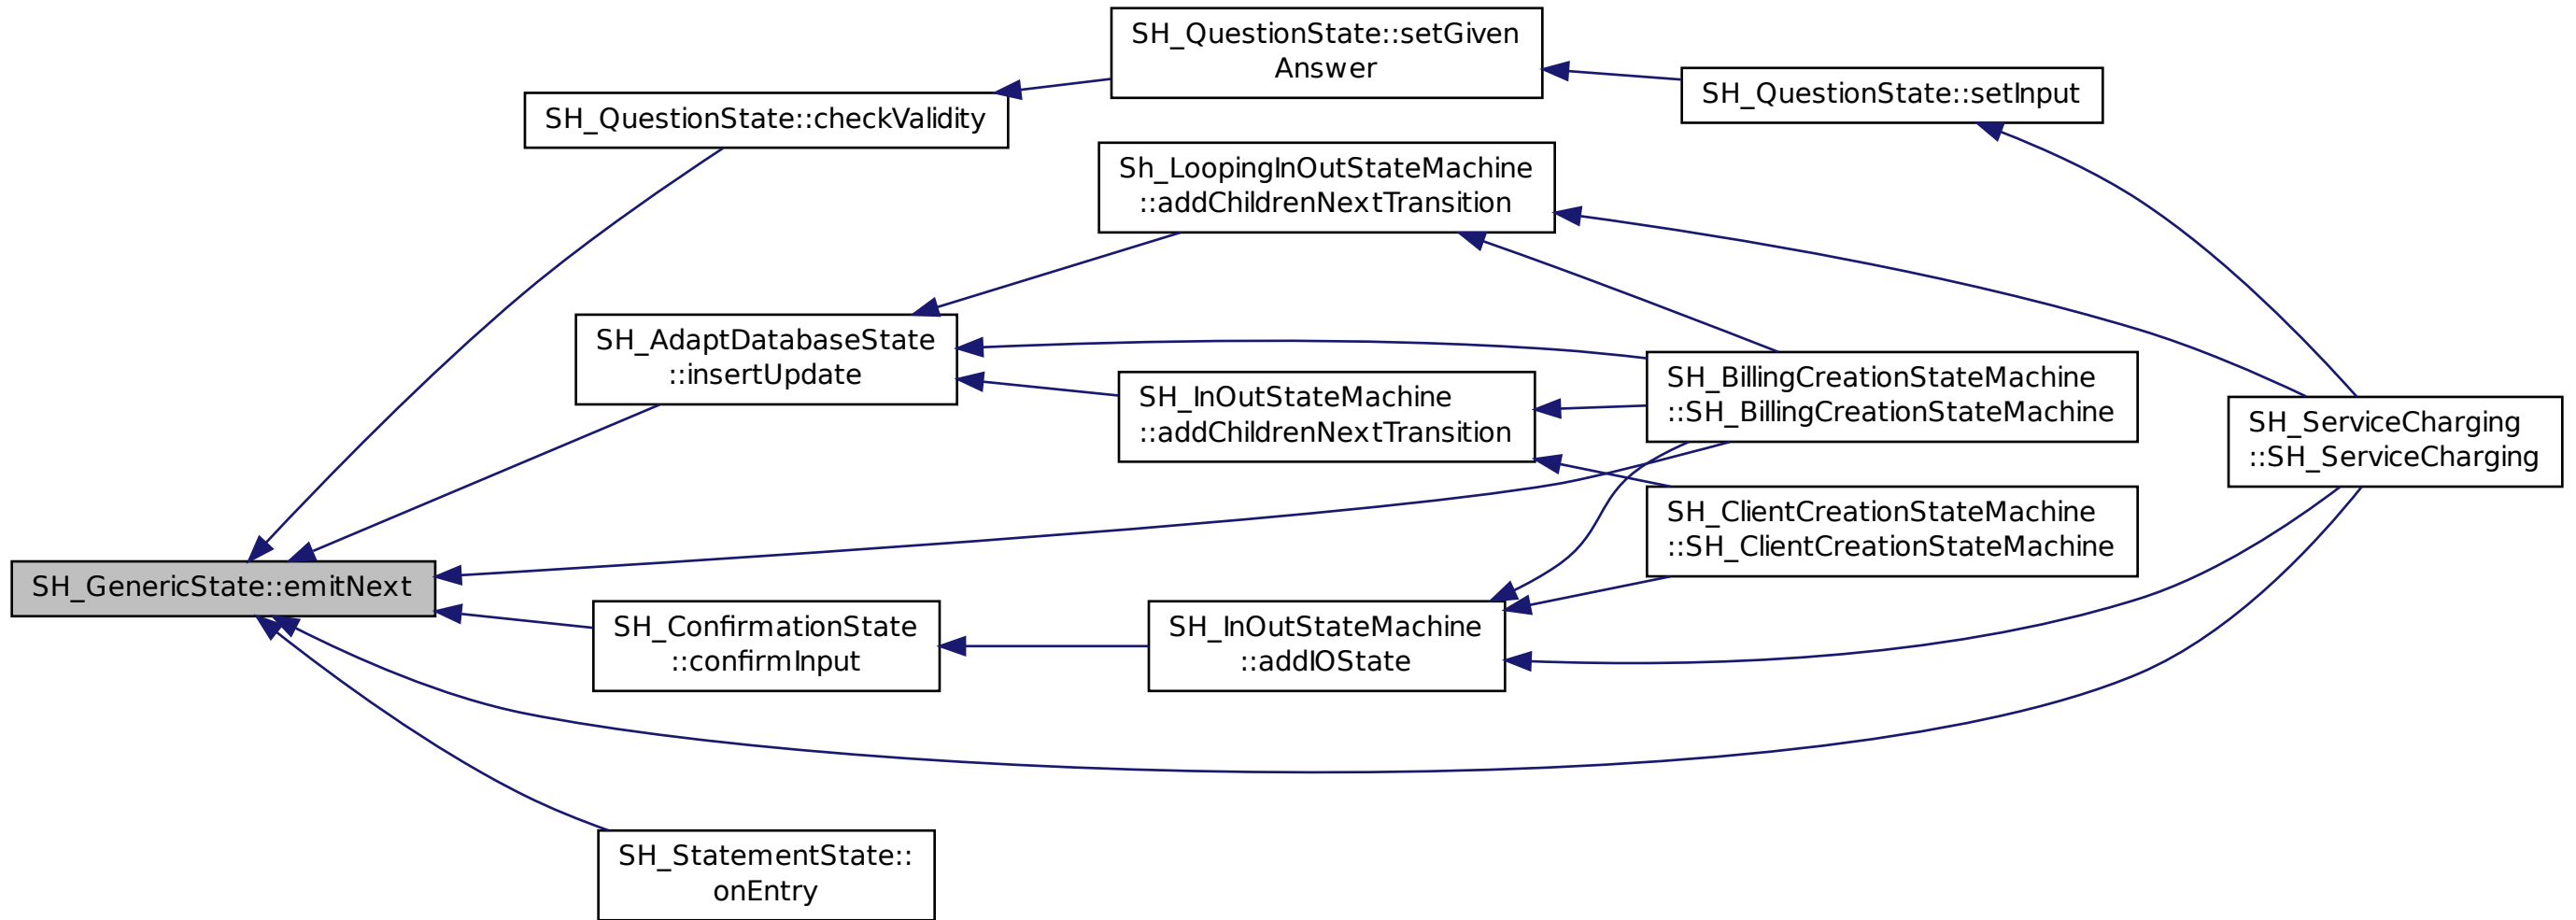 SH_QuestionState::setGiven
Answer
SH_QuestionState::setInput
SH_QuestionState::checkValidity
Sh_LoopingInOutStateMachine
::addChildrenNextTransition
SH_AdaptDatabaseState
::insertUpdate
SH_BillingCreationStateMachine
::SH_BillingCreationStateMachine
SH_InOutStateMachine
::addChildrenNextTransition
SH_ServiceCharging
::SH_ServiceCharging
SH_ClientCreationStateMachine
::SH_ClientCreationStateMachine
SH_GenericState::emitNext
SH_ConfirmationState
::confirmInput
SH_InOutStateMachine
::addIOState
SH_StatementState::
onEntry